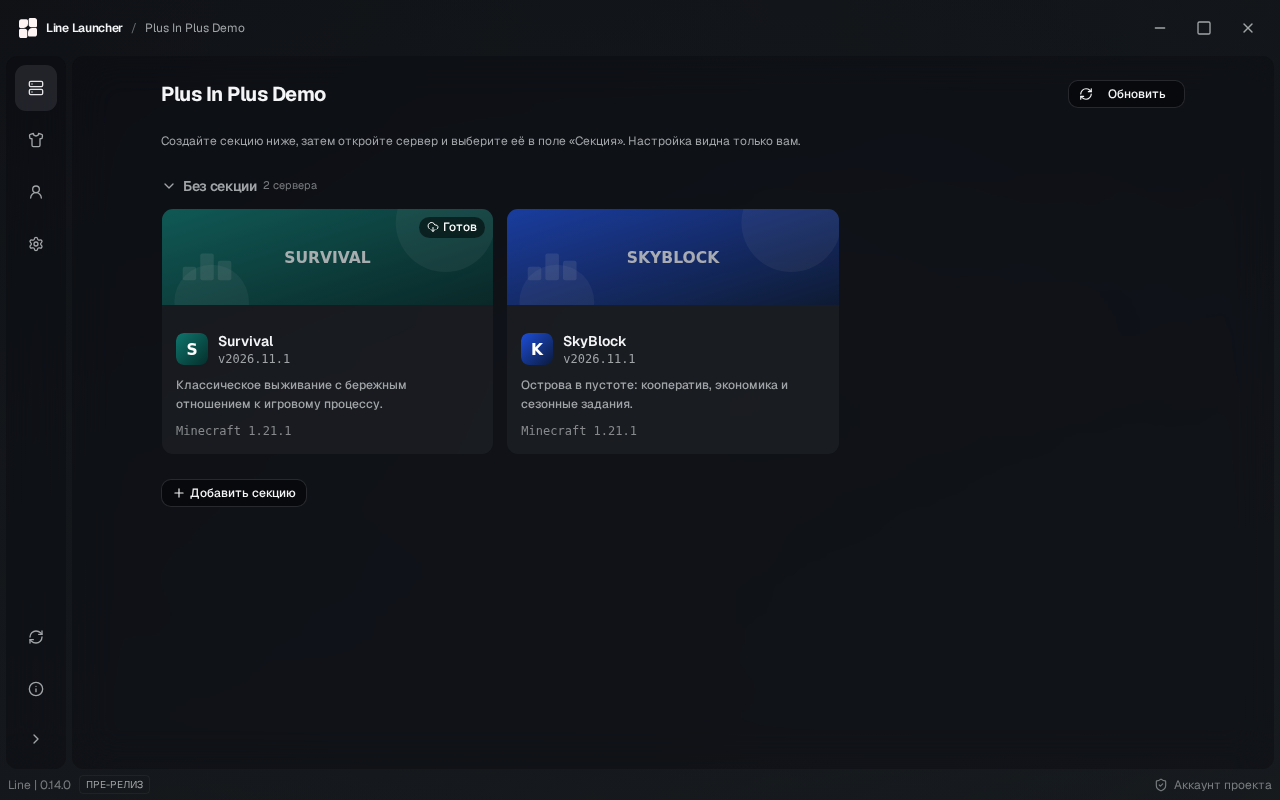 Line Launcher / Plus In Plus Demo
Plus In Plus Demo
Обновить
Создайте секцию ниже, затем откройте сервер и выберите её в поле «Секция». Настройка видна только вам.
Без секции 2 сервера
Готов
SURVIVAL
S
Survival
v2026.11.1
Классическое выживание с бережным
отношением к игровому процессу.
Minecraft 1.21.1
SKYBLOCK
K
SkyBlock
v2026.11.1
Острова в пустоте: кооператив, экономика и
сезонные задания.
Minecraft 1.21.1
Добавить секцию
Line | 0.14.0 ПРЕ-РЕЛИЗ
Аккаунт проекта